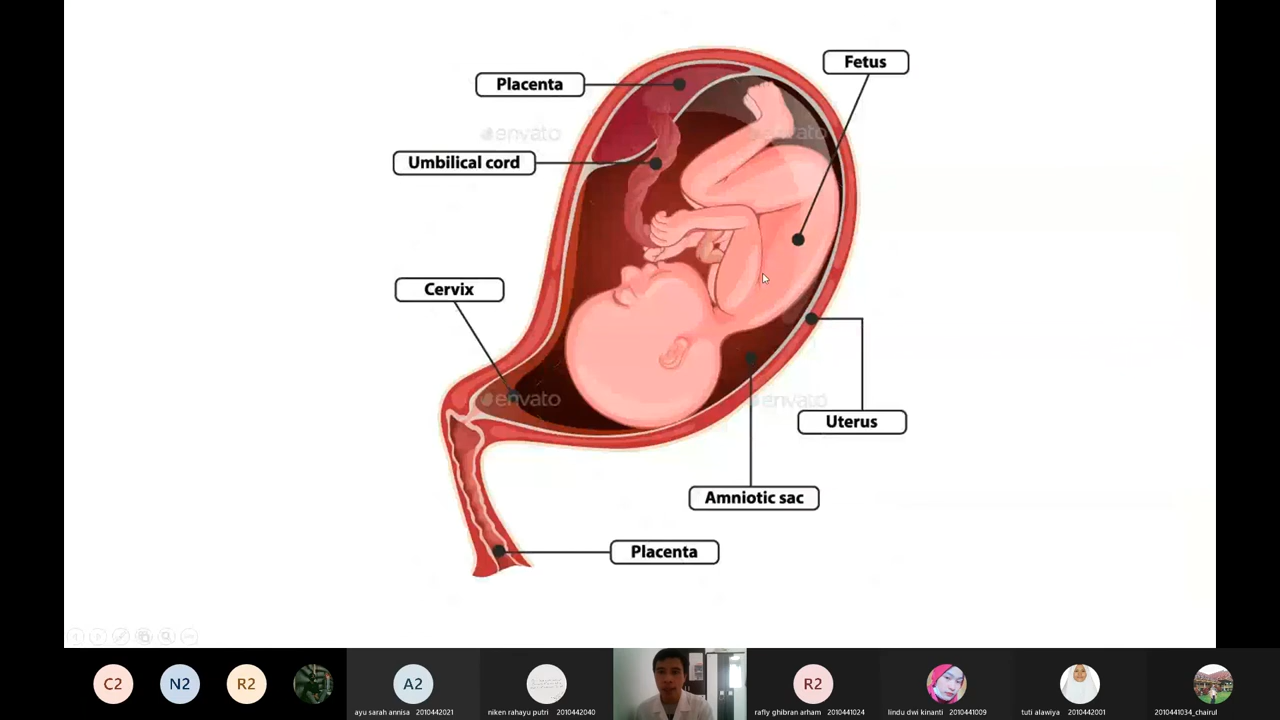 Fetus
Placenta
envato
envato
Umbilical cord
Cervix
envato
envato
Uterus
Amniotic sac
Placenta
C2
N2
R2
A2
R2
ayu sarah annisa 2010442021
niken rahayu putri 2010442040
rafly ghibran arham 2010441024
lindu dwi kinanti 2010441009
tuti alawiya 2010442001
2010441034_chairul